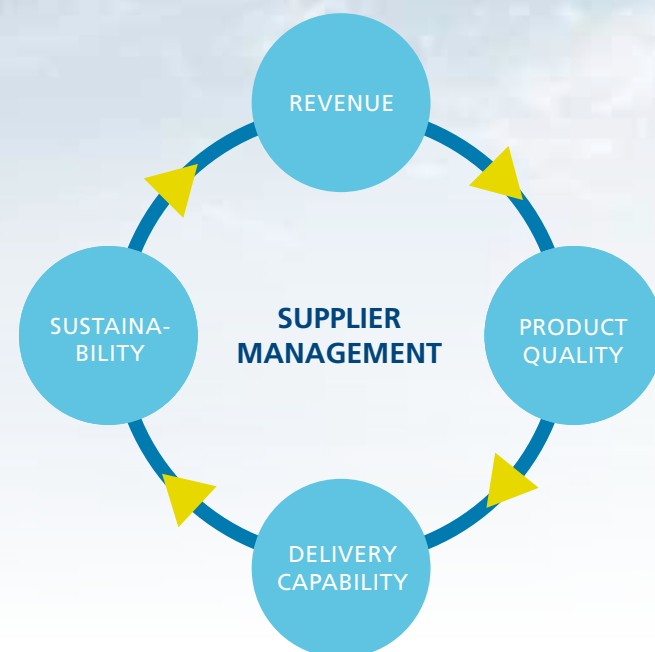 REVENUE
SUSTAINA-
BILITY
SUPPLIER
MANAGEMENT
PRODUCT
QUALITY
DELIVERY
CAPABILITY